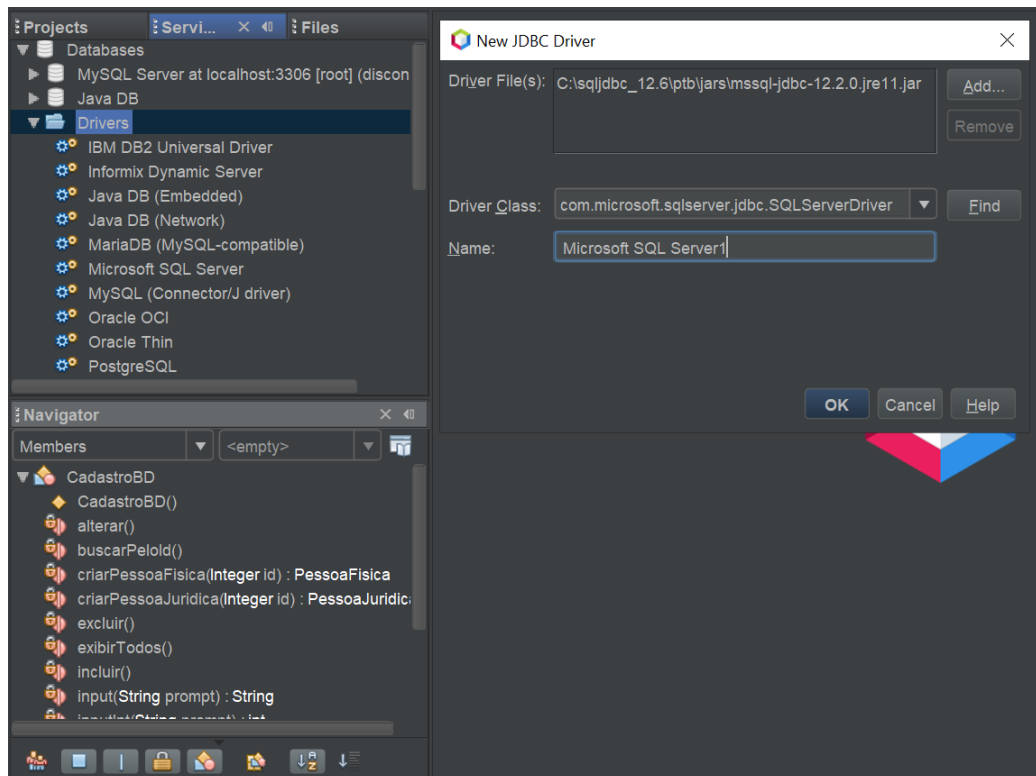 Projects
Servi...
Files
Databases
MySQL Server at localhost:3306 [root] (discon
Java DB
Drivers
IBM DB2 Universal Driver
Informix Dynamic Server
Java DB (Embedded)
Java DB (Network)
MariaDB (MySQL-compatible)
Microsoft SQL Server
MySQL (Connector/J driver)
Oracle OCI
Oracle Thin
PostgreSQL
Navigator
Members
<empty>
CadastroBD
CadastroBD()
alterar()
buscarPeloId()
criarPessoaFisica(Integer id) : PessoaFisica
criarPessoaJuridica(Integer id) : PessoaJuridic
excluir()
exibirTodos()
incluir()
input(String prompt) : String
inputInt(String prompt) : int
New JDBC Driver
Driver File(s):
C:\sqljdbc_12.6\ptb\jars\mssql-jdbc-12.2.0.jre11.jar
Add...
Remove
Driver Class:
com.microsoft.sqlserver.jdbc.SQLServerDriver
Find
Name:
Microsoft SQL Server1
OK
Cancel
Help